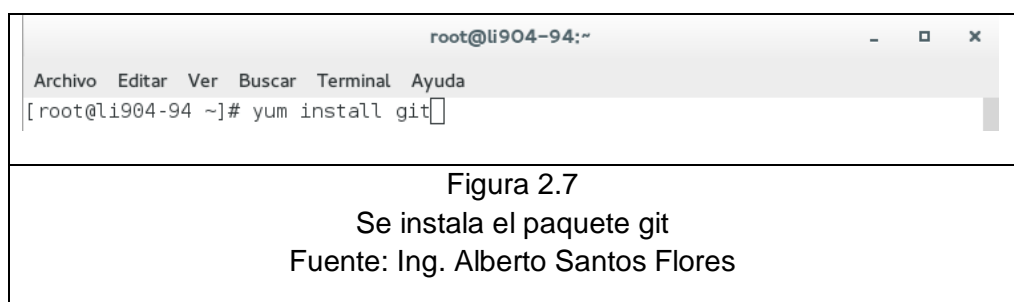 root@li904-94:~
Archivo Editar Ver Buscar Terminal Ayuda
[root@li904-94 ~]# yum install git
Figura 2.7
Se instala el paquete git
Fuente: Ing. Alberto Santos Flores